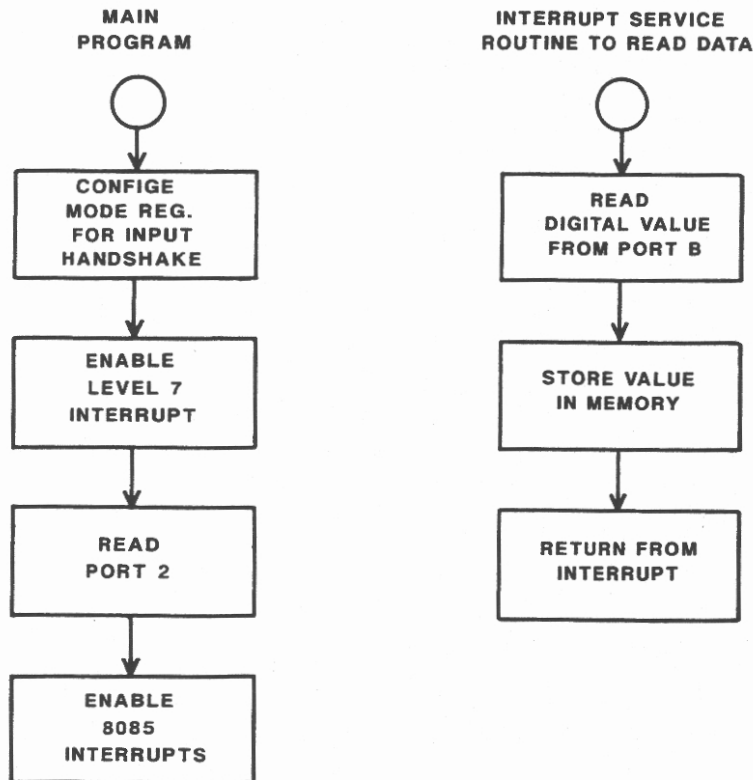 MAIN
PROGRAM
CONFIGE
MODE REG.
FOR INPUT
HANDSHAKE
ENABLE
LEVEL 7
INTERRUPT
READ
PORT 2
ENABLE
8085
INTERRUPTS
INTERRUPT SERVICE
ROUTINE TO READ DATA
READ
DIGITAL VALUE
FROM PORT B
STORE VALUE
IN MEMORY
RETURN FROM
INTERRUPT